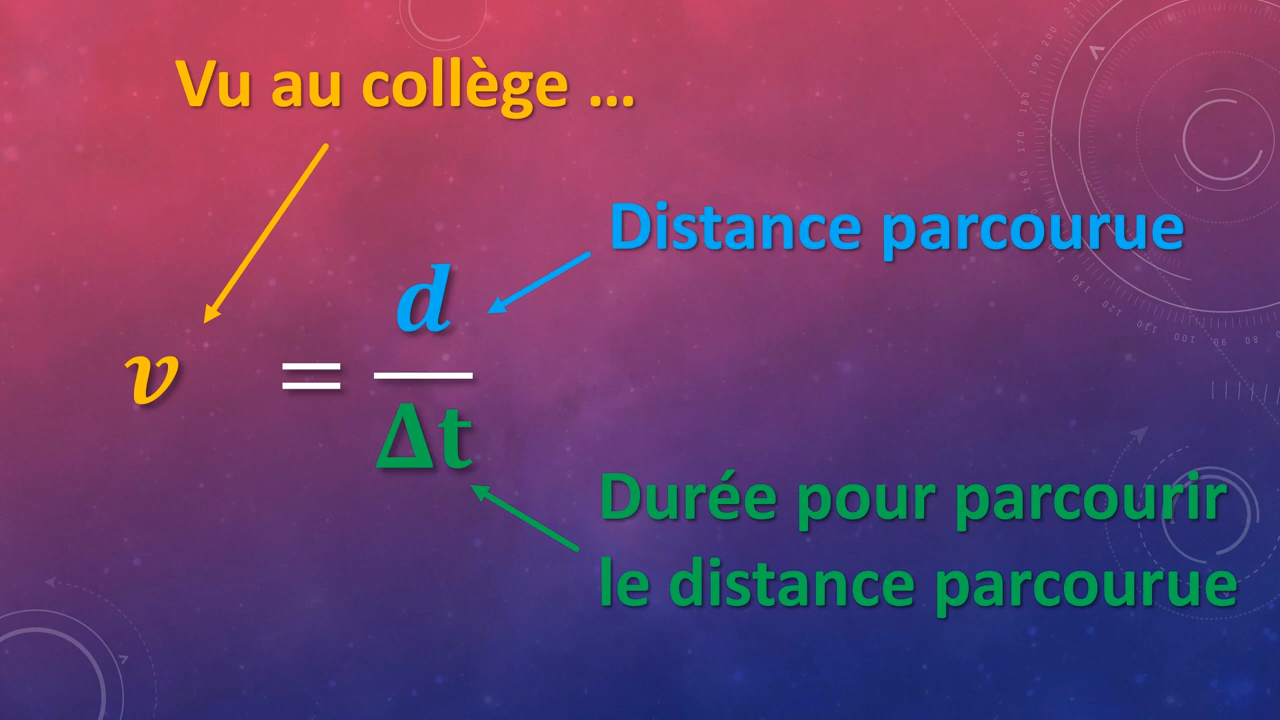 Vu au collège ...
Distance parcourue
v = d
Δt
Durée pour parcourir
le distance parcourue